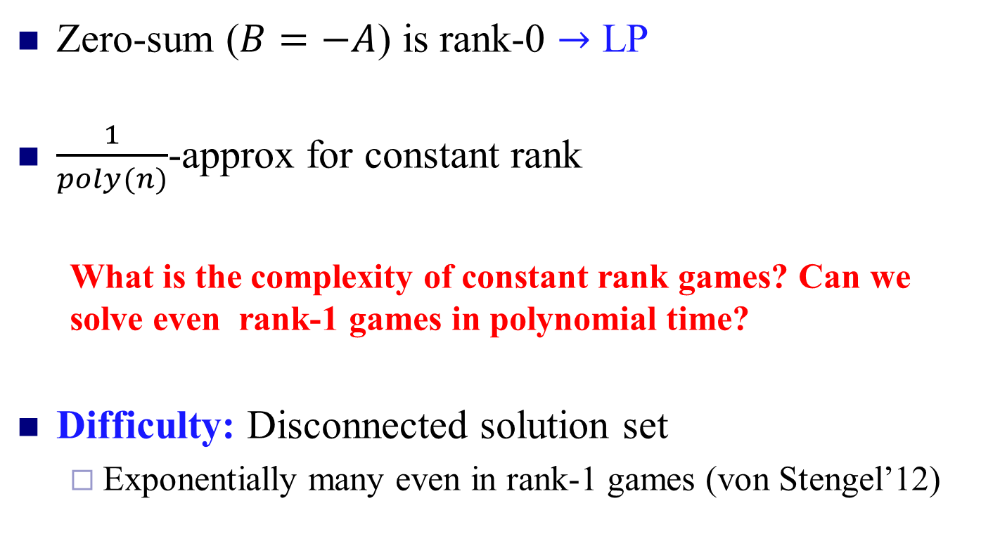 Zero-sum (𝐵 = −𝐴) is rank-0 → LP
1
𝑝𝑜𝑙𝑦(𝑛)
-approx for constant rank
What is the complexity of constant rank games? Can we
solve even rank-1 games in polynomial time?
Difficulty: Disconnected solution set
Exponentially many even in rank-1 games (von Stengel’12)